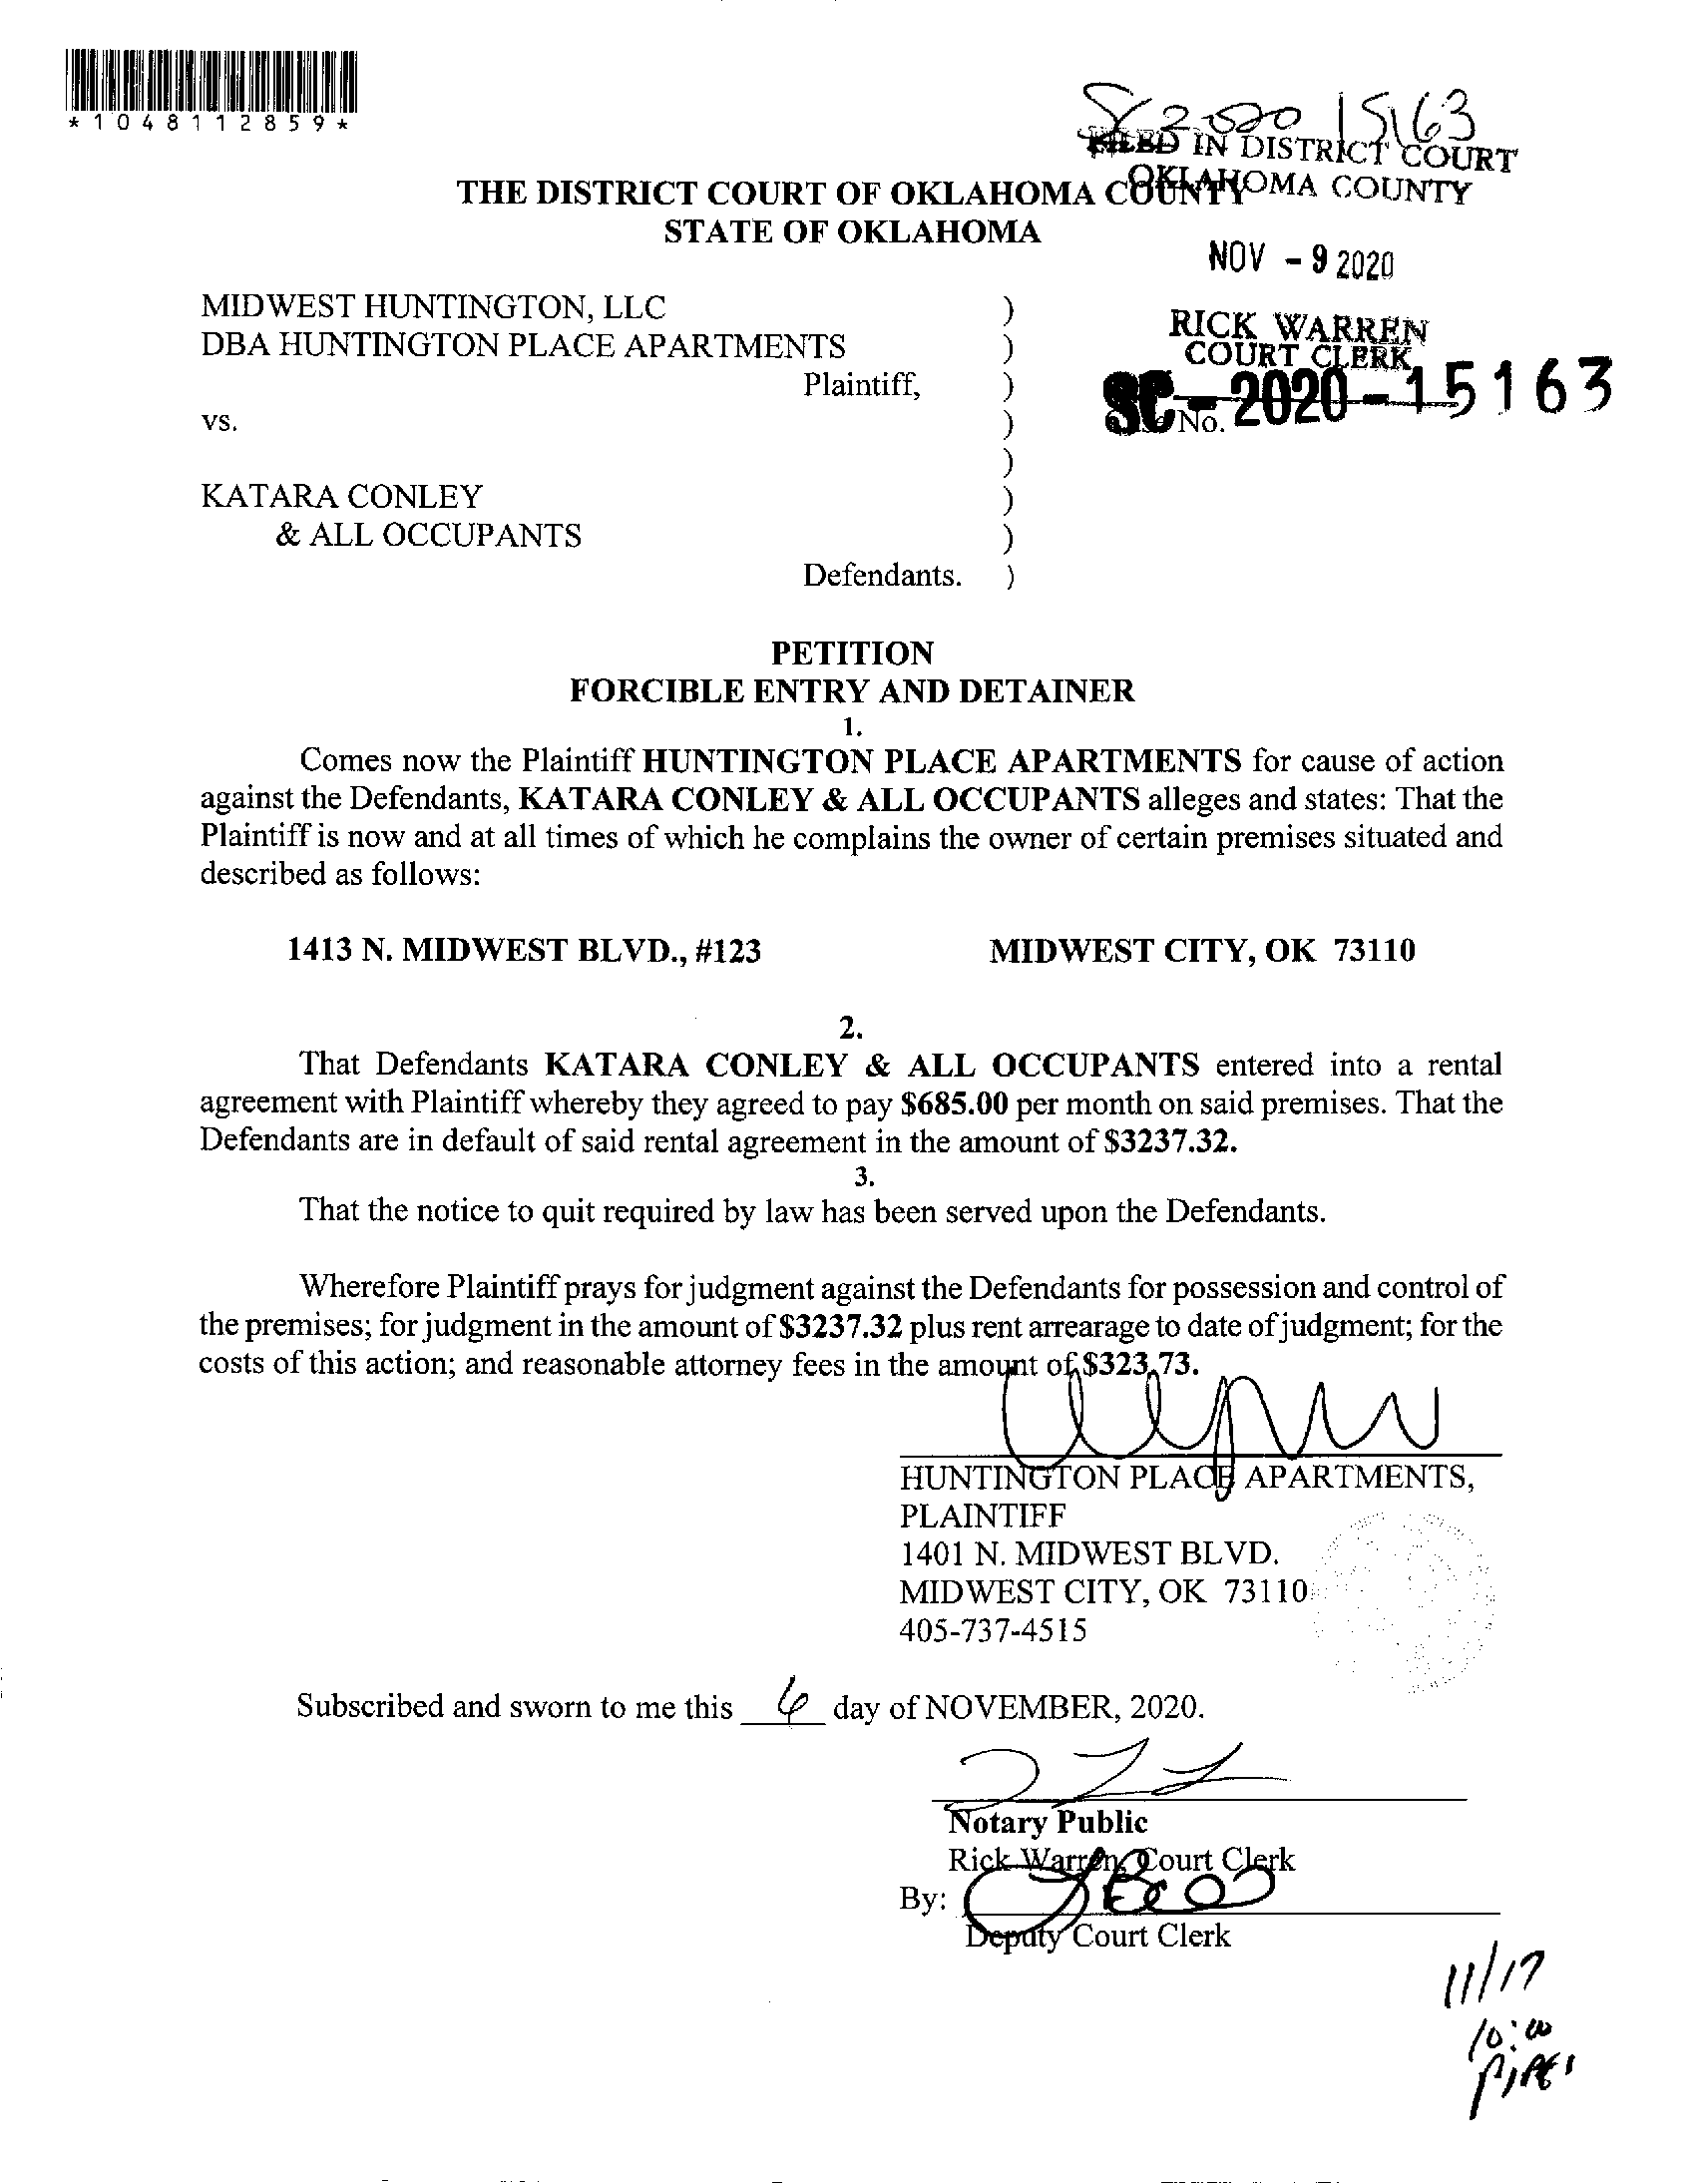 *1048112859*
SC 2020 15163
FILED IN DISTRICT COURT
OKLAHOMA COUNTY
THE DISTRICT COURT OF OKLAHOMA COUNTY
STATE OF OKLAHOMA
NOV - 9 2020
MIDWEST HUNTINGTON, LLC )
DBA HUNTINGTON PLACE APARTMENTS )
RICK WARREN
COURT CLERK
Plaintiff, )
SC - 2020 - 15163
vs. )
No.
)
KATARA CONLEY )
& ALL OCCUPANTS )
Defendants. )
PETITION
FORCIBLE ENTRY AND DETAINER
1.
Comes now the Plaintiff HUNTINGTON PLACE APARTMENTS for cause of action
against the Defendants, KATARA CONLEY & ALL OCCUPANTS alleges and states: That the
Plaintiff is now and at all times of which he complains the owner of certain premises situated and
described as follows:
1413 N. MIDWEST BLVD., #123 MIDWEST CITY, OK 73110
2.
That Defendants KATARA CONLEY & ALL OCCUPANTS entered into a rental
agreement with Plaintiff whereby they agreed to pay $685.00 per month on said premises. That the
Defendants are in default of said rental agreement in the amount of $3237.32.
3.
That the notice to quit required by law has been served upon the Defendants.
Wherefore Plaintiff prays for judgment against the Defendants for possession and control of
the premises; for judgment in the amount of $3237.32 plus rent arrearage to date of judgment; for the
costs of this action; and reasonable attorney fees in the amount of $323.73.
HUNTINGTON PLACE APARTMENTS,
PLAINTIFF
1401 N. MIDWEST BLVD.
MIDWEST CITY, OK 73110
405-737-4515
Subscribed and sworn to me this 6 day of NOVEMBER, 2020.
Notary Public
Rick Warren, Court Clerk
By:
Deputy Court Clerk
11/17
10:00